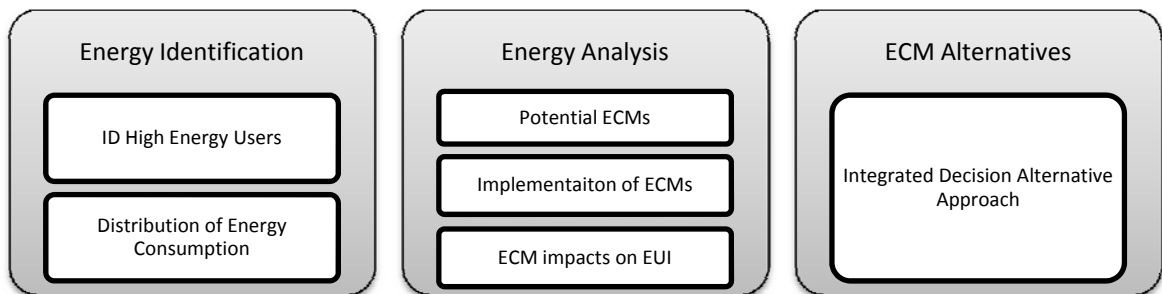 Energy Identification
ID High Energy Users
Distribution of Energy
Consumption
Energy Analysis
Potential ECMs
Implementaiton of ECMs
ECM impacts on EUI
ECM Alternatives
Integrated Decision Alternative
Approach